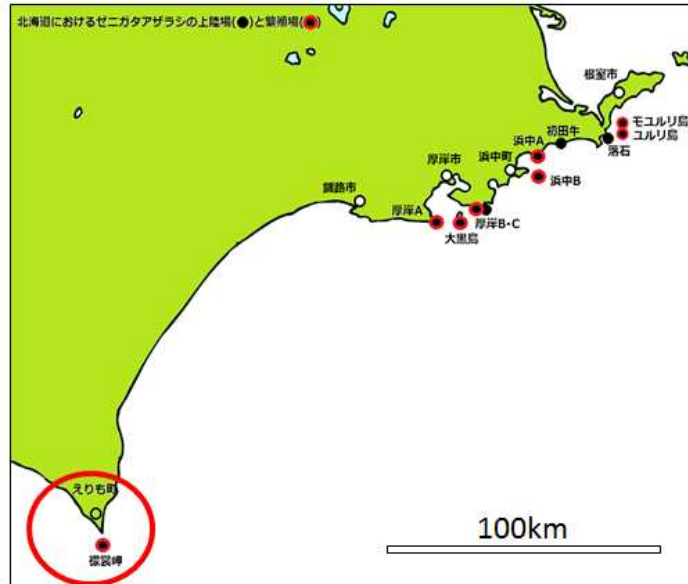 北海道におけるゼニガタアザラシの上陸場(●)と繁殖場(●)
根室市
モユルリ島
ユルリ島
初田牛
落石
浜中A
浜中町
浜中B
厚岸市
釧路市
厚岸A
厚岸B・C
大黒島
100km
えりも町
襟裳岬